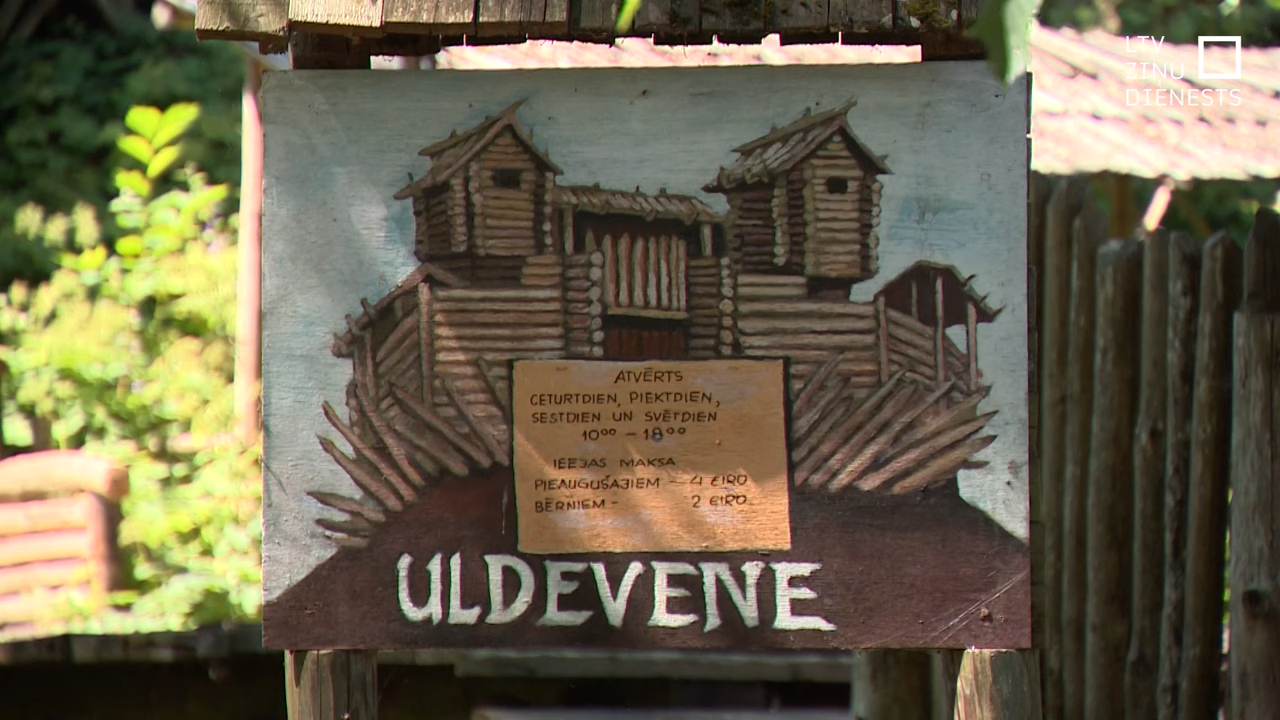 LTV
ZIŅU
DIENESTS
ATVĒRTS
CETURTDIEN, PIEKTDIEN,
SESTDIEN UN SVĒTDIEN
10⁰⁰ – 18⁰⁰
IEEJAS MAKSA
PIEAUGUŠAJIEM – 4 EIRO
BĒRNIEM – 2 EIRO
ULDEVENE